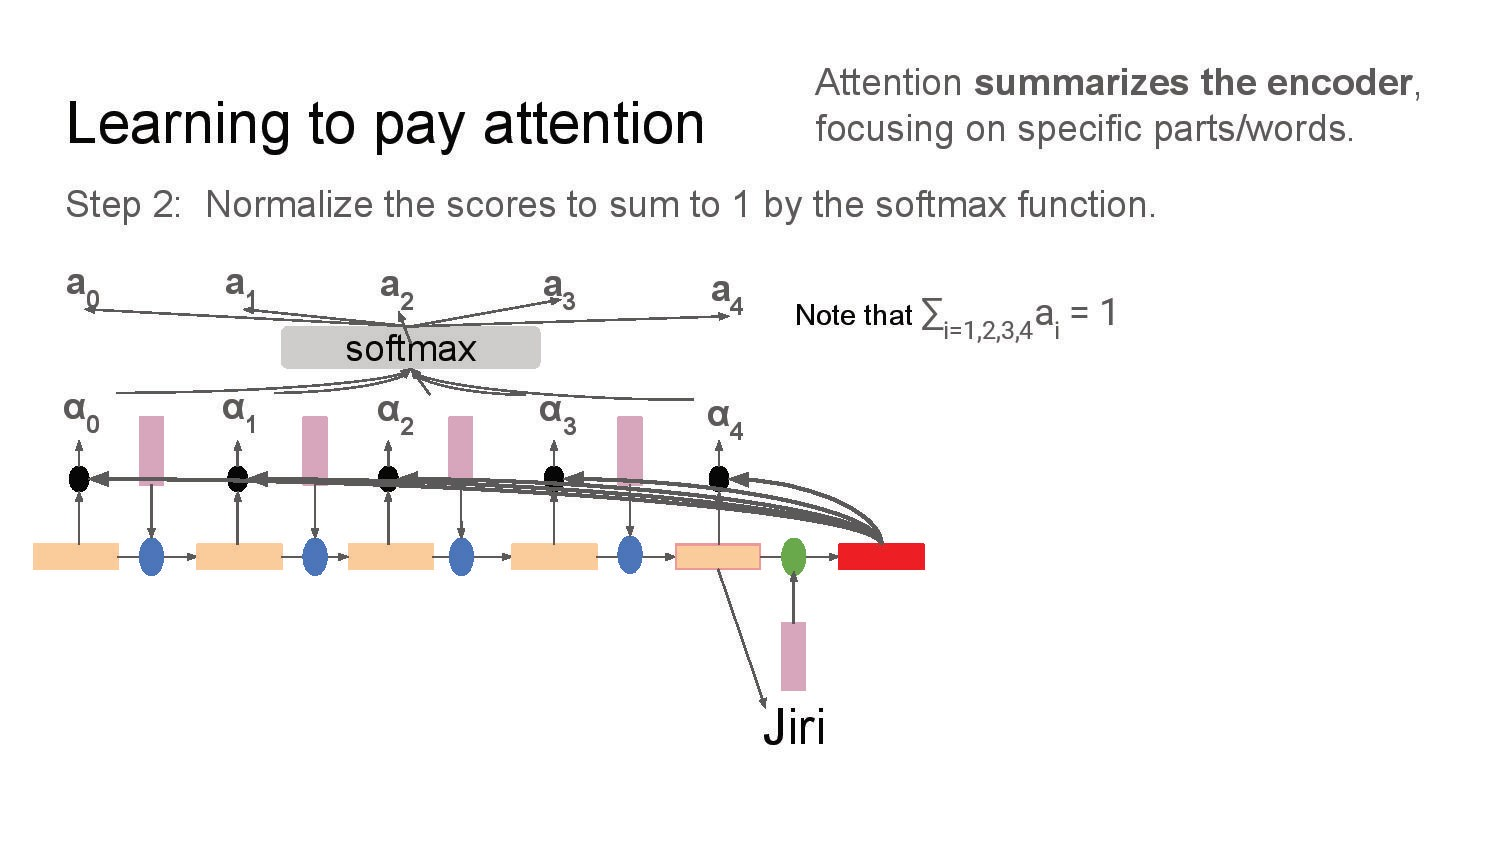 Attention summarizes the encoder,
focusing on specific parts/words.
Learning to pay attention
Step 2: Normalize the scores to sum to 1 by the softmax function.
a0 a1 a2 a3 a4
Note that ∑i=1,2,3,4 ai = 1
softmax
α0 α1 α2 α3 α4
Jiri